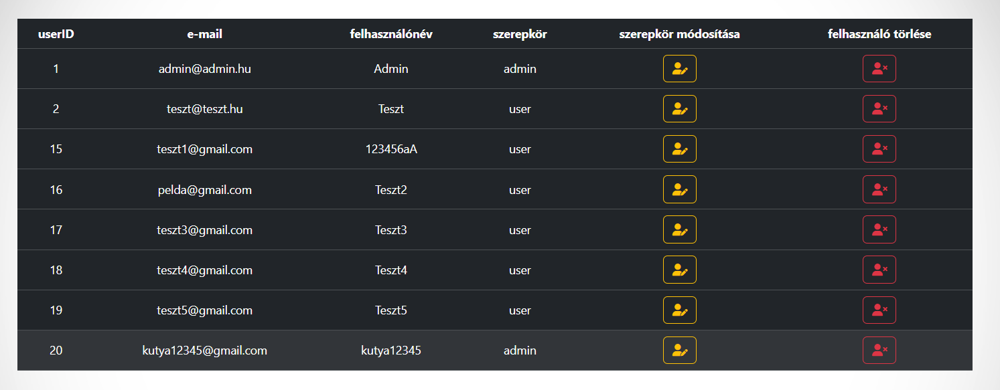 userID e-mail felhasználónév szerepkör szerepkör módosítása felhasználó törlése
1 admin@admin.hu Admin admin
2 teszt@teszt.hu Teszt user
15 teszt1@gmail.com 123456aA user
16 pelda@gmail.com Teszt2 user
17 teszt3@gmail.com Teszt3 user
18 teszt4@gmail.com Teszt4 user
19 teszt5@gmail.com Teszt5 user
20 kutya12345@gmail.com kutya12345 admin